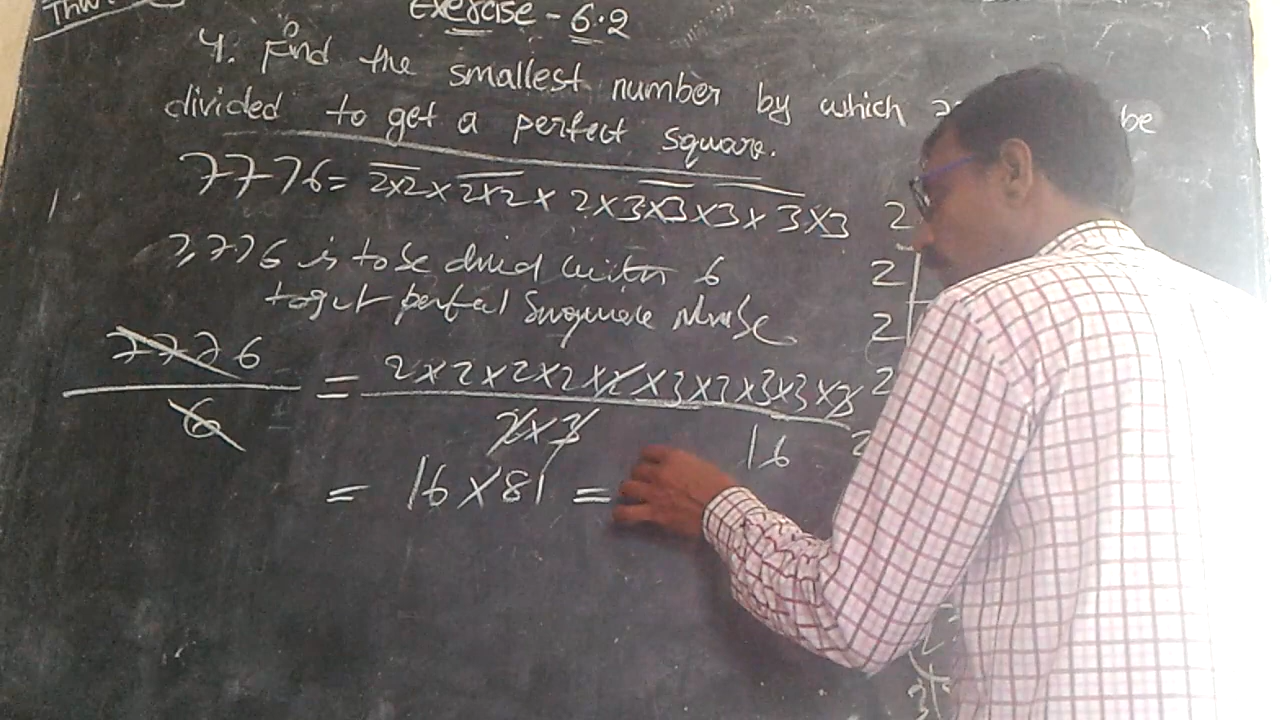 Exercise - 6.2
4. Find the smallest number by which be
divided to get a perfect square.
7776 = 2×2 × 2×2 × 2×3×3×3×3×3
7776 is to be divid with 6
to get perfect Number
7776 / 6 = 2×2×2×2×2×3×3×3×3×3 / 2×3
16
= 16×81 =
2
2
2
2
2